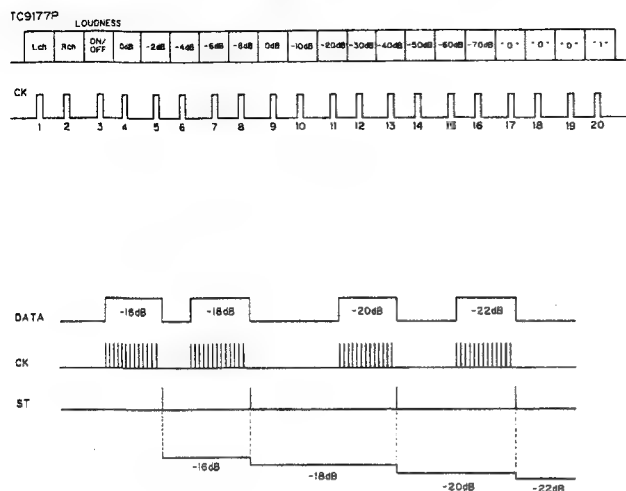 TC9177P
LOUDNESS
Lch Rch ON/OFF 0dB -2dB -4dB -6dB -8dB 0dB -10dB -20dB -30dB -40dB -50dB -60dB -70dB "0" "0" "0" "1"
CK
1 2 3 4 5 6 7 8 9 10 11 12 13 14 15 16 17 18 19 20
DATA -16dB -18dB -20dB -22dB
CK
ST
-16dB -18dB -20dB -22dB